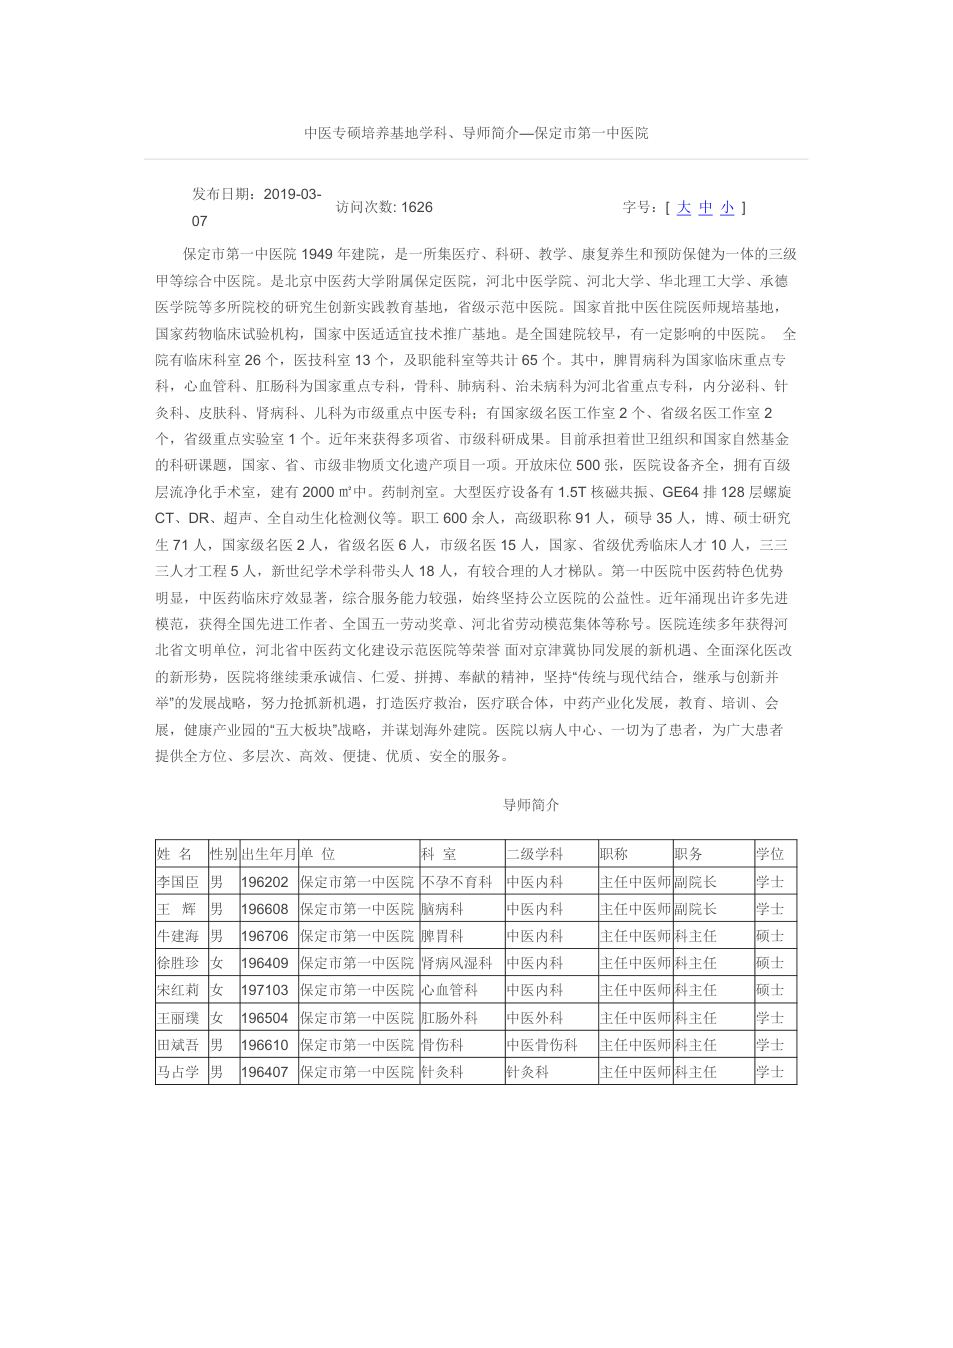 中医专硕培养基地学科、导师简介—保定市第一中医院
发布日期：2019-03-07
访问次数: 1626
字号：[ 大 中 小 ]
保定市第一中医院 1949 年建院，是一所集医疗、科研、教学、康复养生和预防保健为一体的三级
甲等综合中医院。是北京中医药大学附属保定医院，河北中医学院、河北大学、华北理工大学、承德
医学院等多所院校的研究生创新实践教育基地，省级示范中医院。国家首批中医住院医师规培基地，
国家药物临床试验机构，国家中医适适宜技术推广基地。是全国建院较早，有一定影响的中医院。 全
院有临床科室 26 个，医技科室 13 个，及职能科室等共计 65 个。其中，脾胃病科为国家临床重点专
科，心血管科、肛肠科为国家重点专科，骨科、肺病科、治未病科为河北省重点专科，内分泌科、针
灸科、皮肤科、肾病科、儿科为市级重点中医专科；有国家级名医工作室 2 个、省级名医工作室 2
个，省级重点实验室 1 个。近年来获得多项省、市级科研成果。目前承担着世卫组织和国家自然基金
的科研课题，国家、省、市级非物质文化遗产项目一项。开放床位 500 张，医院设备齐全，拥有百级
层流净化手术室，建有 2000 ㎡中。药制剂室。大型医疗设备有 1.5T 核磁共振、GE64 排 128 层螺旋
CT、DR、超声、全自动生化检测仪等。职工 600 余人，高级职称 91 人，硕导 35 人，博、硕士研究
生 71 人，国家级名医 2 人，省级名医 6 人，市级名医 15 人，国家、省级优秀临床人才 10 人，三三
三人才工程 5 人，新世纪学术学科带头人 18 人，有较合理的人才梯队。第一中医院中医药特色优势
明显，中医药临床疗效显著，综合服务能力较强，始终坚持公立医院的公益性。近年涌现出许多先进
模范，获得全国先进工作者、全国五一劳动奖章、河北省劳动模范集体等称号。医院连续多年获得河
北省文明单位，河北省中医药文化建设示范医院等荣誉 面对京津冀协同发展的新机遇、全面深化医改
的新形势，医院将继续秉承诚信、仁爱、拼搏、奉献的精神，坚持“传统与现代结合，继承与创新并
举”的发展战略，努力抢抓新机遇，打造医疗救治，医疗联合体，中药产业化发展，教育、培训、会
展，健康产业园的“五大板块”战略，并谋划海外建院。医院以病人中心、一切为了患者，为广大患者
提供全方位、多层次、高效、便捷、优质、安全的服务。
导师简介
姓 名 性别 出生年月 单 位 科 室 二级学科 职称 职务 学位
李国臣 男 196202 保定市第一中医院 不孕不育科 中医内科 主任中医师 副院长 学士
王 辉 男 196608 保定市第一中医院 脑病科 中医内科 主任中医师 副院长 学士
牛建海 男 196706 保定市第一中医院 脾胃科 中医内科 主任中医师 科主任 硕士
徐胜珍 女 196409 保定市第一中医院 肾病风湿科 中医内科 主任中医师 科主任 硕士
宋红莉 女 197103 保定市第一中医院 心血管科 中医内科 主任中医师 科主任 硕士
王丽璞 女 196504 保定市第一中医院 肛肠外科 中医外科 主任中医师 科主任 学士
田斌吾 男 196610 保定市第一中医院 骨伤科 中医骨伤科 主任中医师 科主任 学士
马占学 男 196407 保定市第一中医院 针灸科 针灸科 主任中医师 科主任 学士